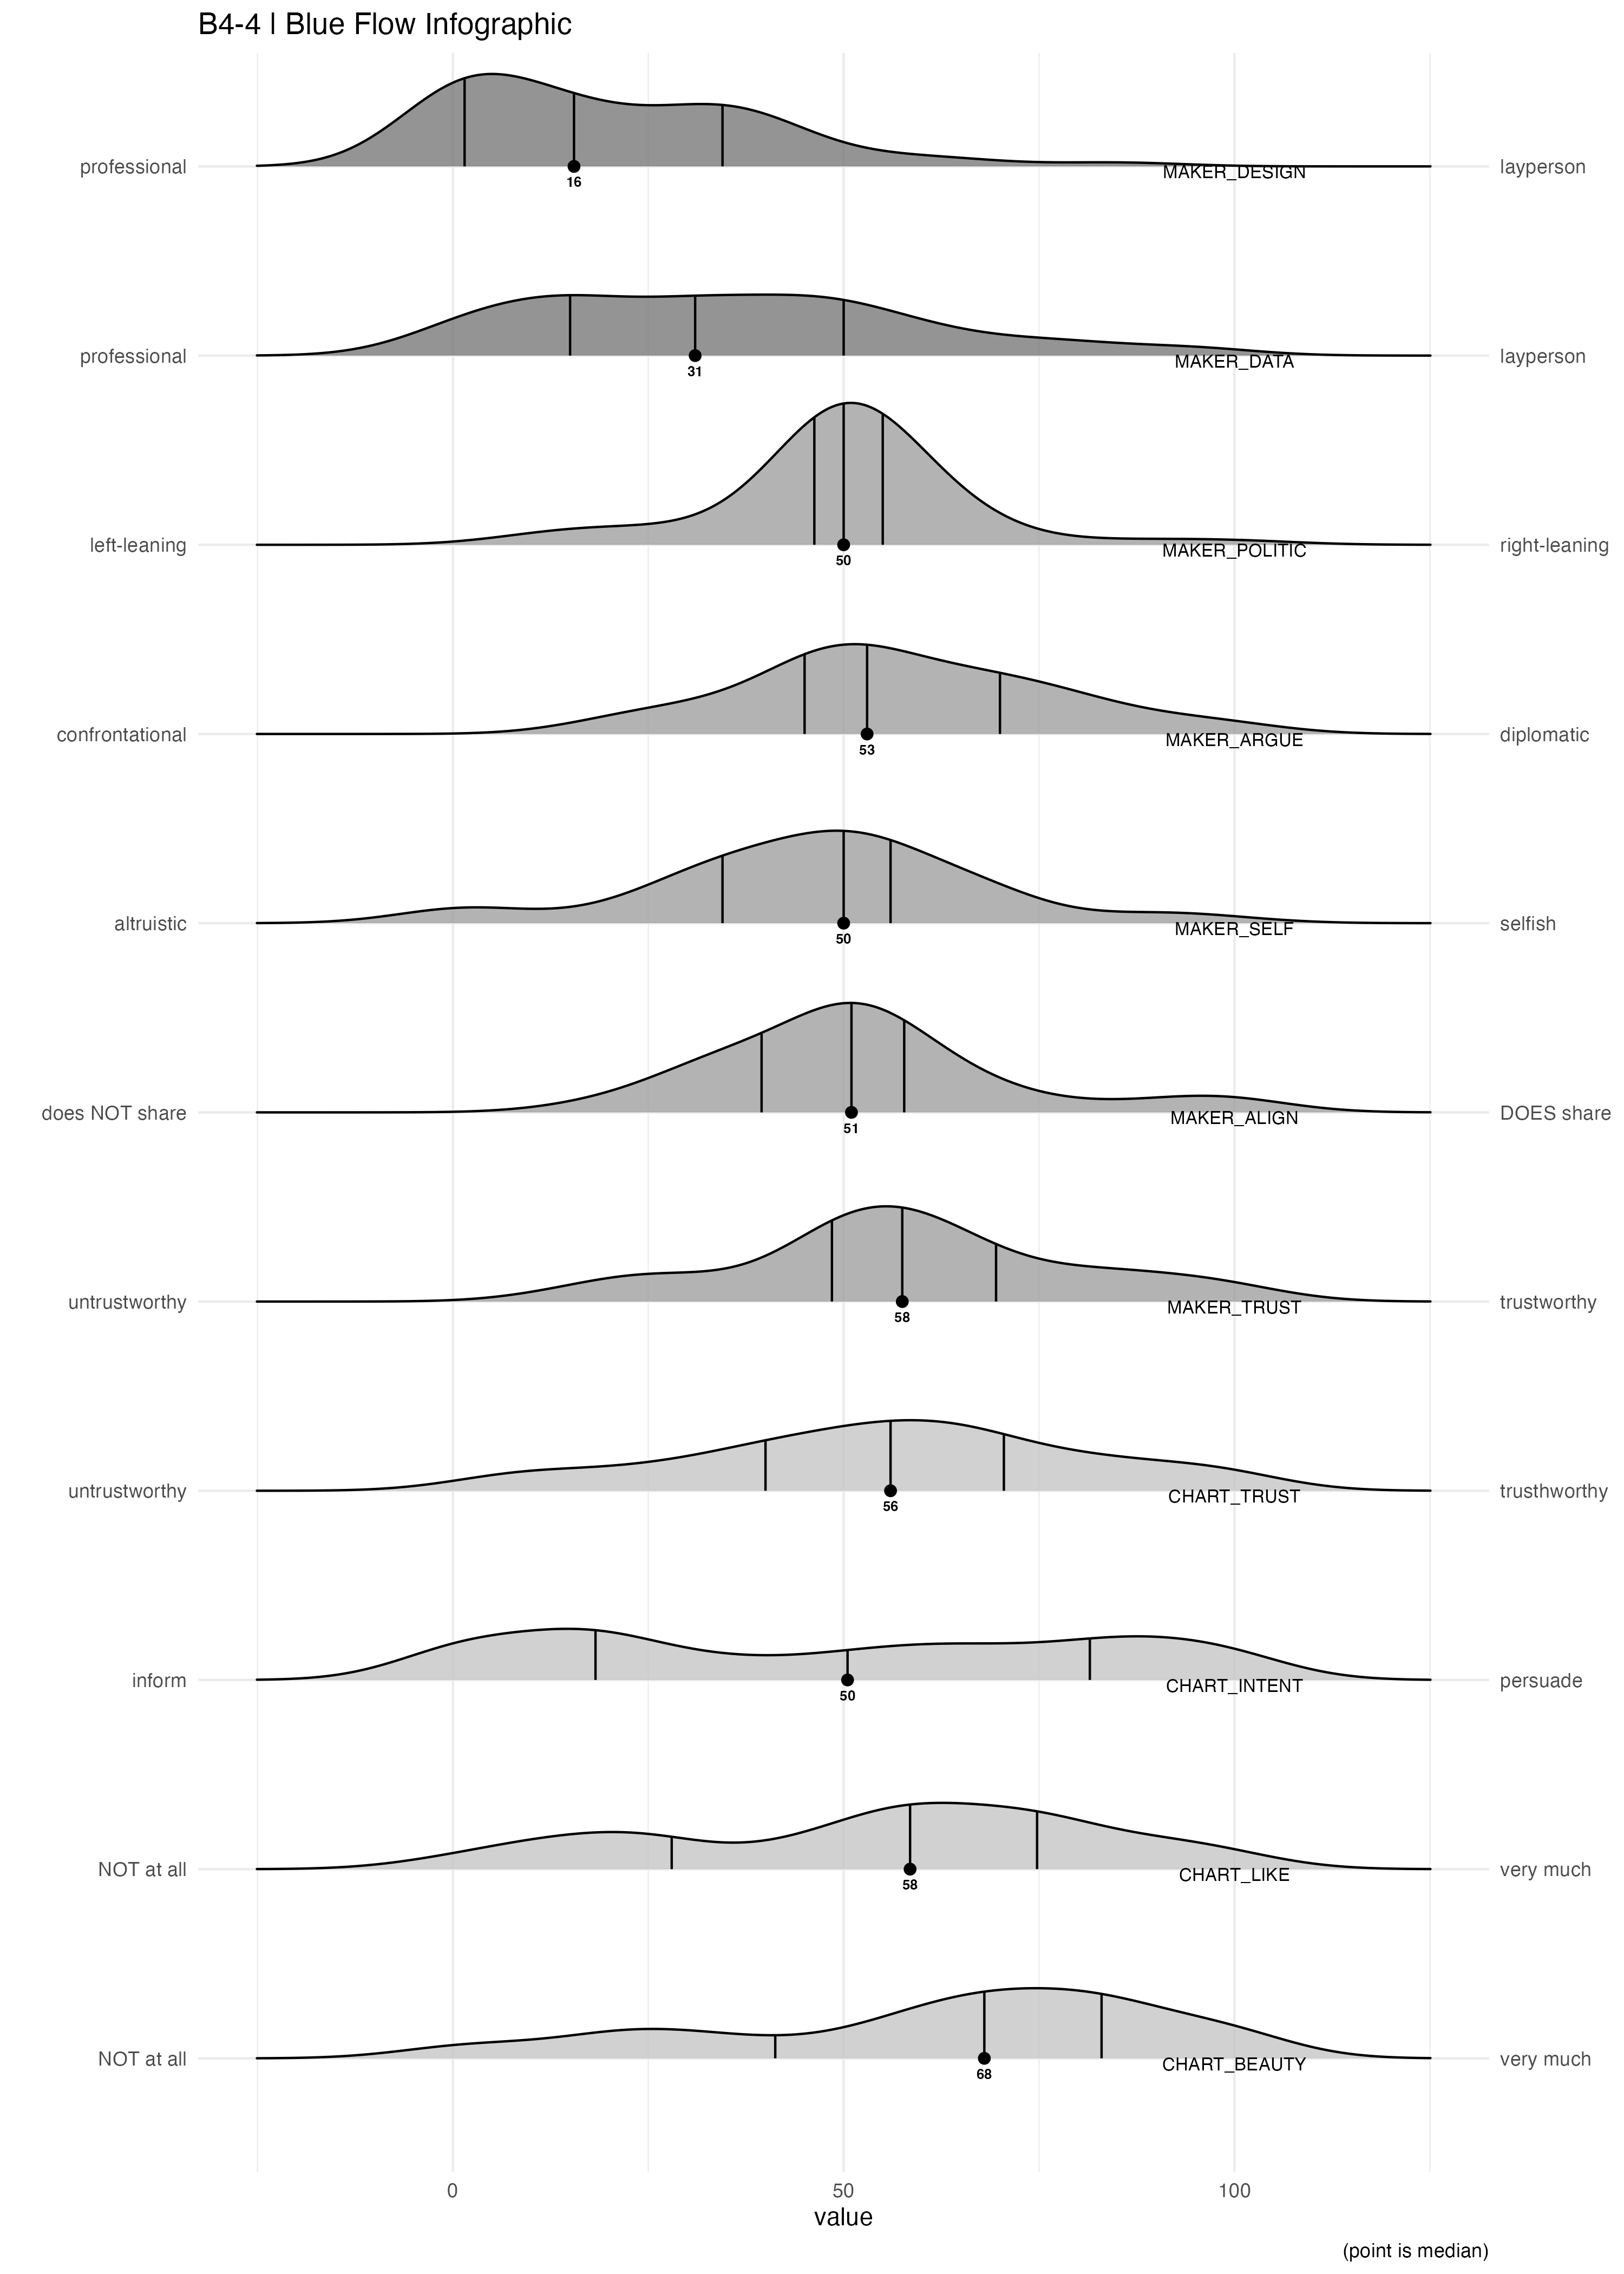 B4-4 | Blue Flow Infographic
professional
layperson
MAKER_DESIGN
16
professional
layperson
MAKER_DATA
31
left-leaning
right-leaning
MAKER_POLITIC
50
confrontational
diplomatic
MAKER_ARGUE
53
altruistic
selfish
MAKER_SELF
50
does NOT share
DOES share
MAKER_ALIGN
51
untrustworthy
trustworthy
MAKER_TRUST
58
untrustworthy
trusthworthy
CHART_TRUST
56
inform
persuade
CHART_INTENT
50
NOT at all
very much
CHART_LIKE
58
NOT at all
very much
CHART_BEAUTY
68
0 50 100
value
(point is median)